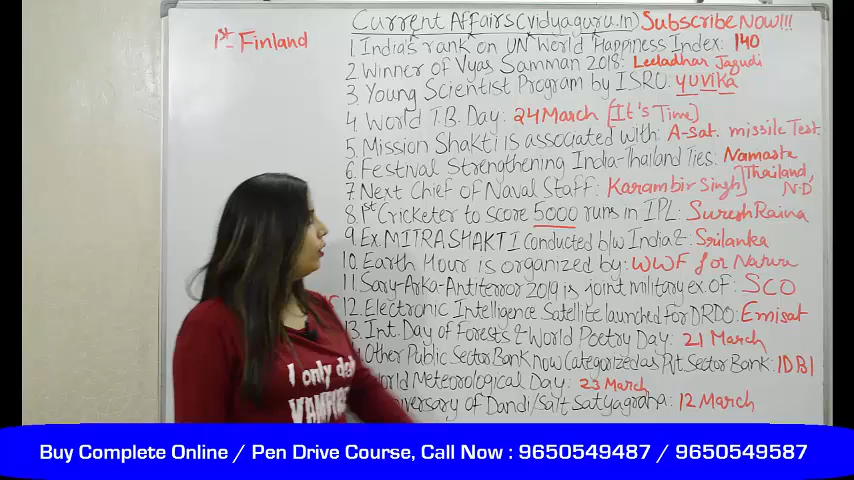 Current Affairs (vidyaguru.in) Subscribe Now!!!
1st - Finland
1. India's rank on UN World Happiness Index: 140
2. Winner of Vyas Samman 2018: Leeladhar Jagudi
3. Young Scientist Program by ISRO: yuvika
4. World T.B. Day: 24 March [It's Time]
5. Mission Shakti is associated with: A-Sat. missile Test.
6. Festival Strengthening India-Thailand Ties: Namaste Thailand, N.D
7. Next Chief of Naval Staff: Karambir Singh
8. 1st Cricketer to score 5000 runs in IPL: Suresh Raina
9. Ex. MITRA SHAKTI conducted b/w India &: Srilanka
10. Earth Hour is organized by: WWF for Nature
11. Sary-Arka-Antiterror 2019 is joint military ex. of: SCO
12. Electronic Intelligence Satellite launched for DRDO: Emisat
13. Int. Day of Forests & World Poetry Day: 21 March
Other Public Sector Bank now Categorized as Pvt. Sector Bank: IDBI
World Meteorological Day: 23 March
versary of Dandi/Salt Satyagraha: 12 March
I only da
VAMPIR
Buy Complete Online / Pen Drive Course, Call Now : 9650549487 / 9650549587